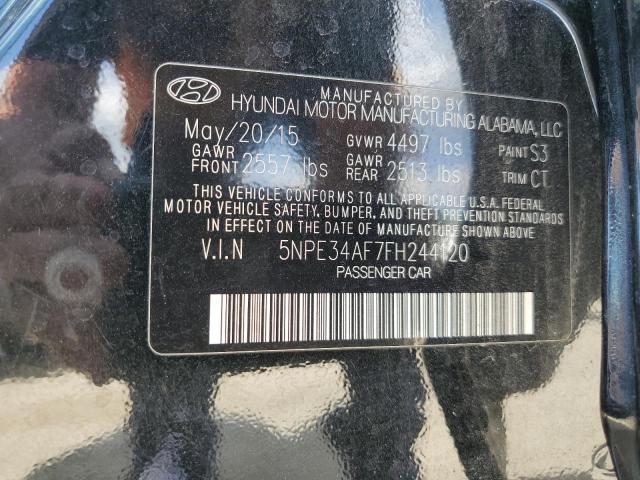 MANUFACTURED BY
HYUNDAI MOTOR MANUFACTURING ALABAMA, LLC
May/20/15 GVWR 4497 lbs PAINT S3
GAWR FRONT 2557 lbs GAWR REAR 2513 lbs TRIM CT
THIS VEHICLE CONFORMS TO ALL APPLICABLE U.S.A. FEDERAL
MOTOR VEHICLE SAFETY, BUMPER, AND THEFT PREVENTION STANDARDS
IN EFFECT ON THE DATE OF MANUFACTURE SHOWN ABOVE.
V.I.N 5NPE34AF7FH244120
PASSENGER CAR